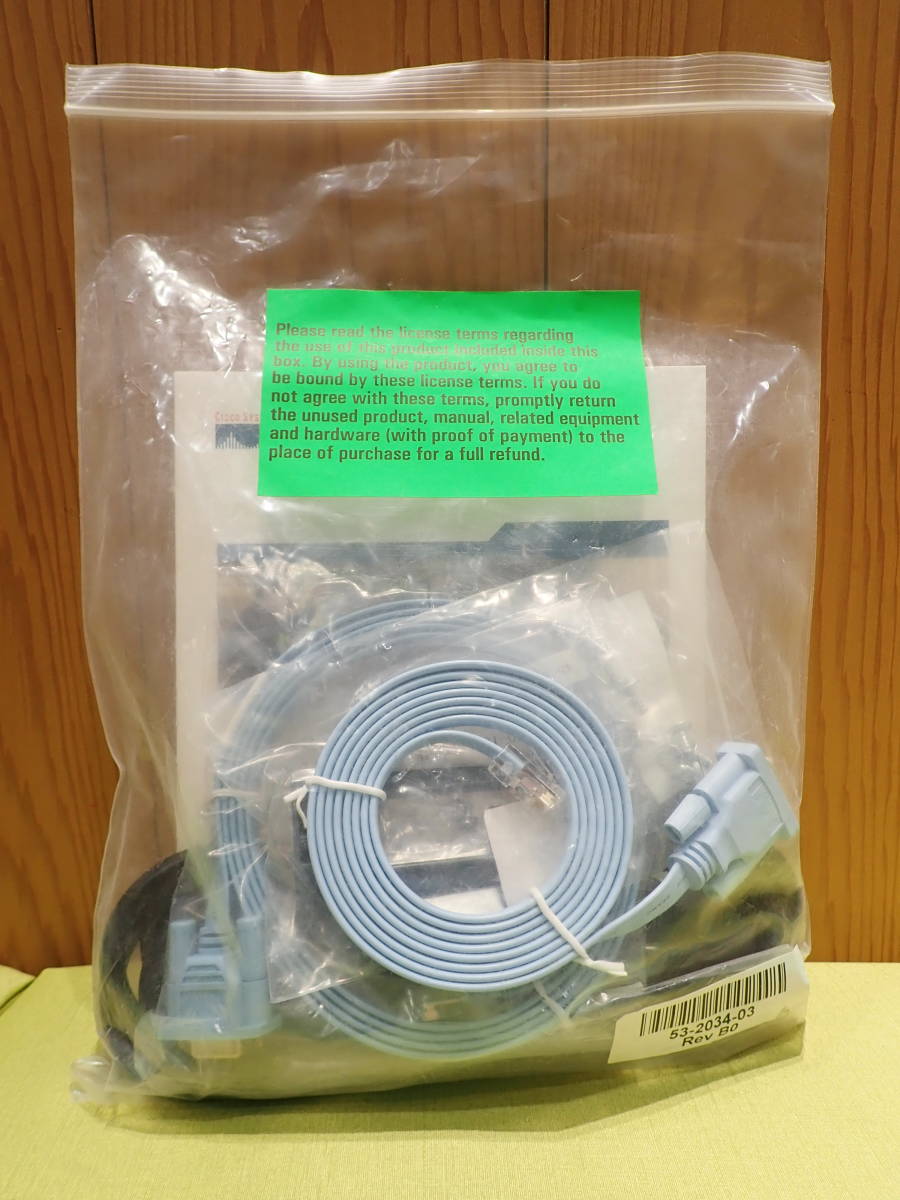 Please read the license terms regarding
the use of this product included inside this
box. By using the product, you agree to
be bound by these license terms. If you do
not agree with these terms, promptly return
the unused product, manual, related equipment
and hardware (with proof of payment) to the
place of purchase for a full refund.
Cisco Sys
53-2034-03
Rev B0